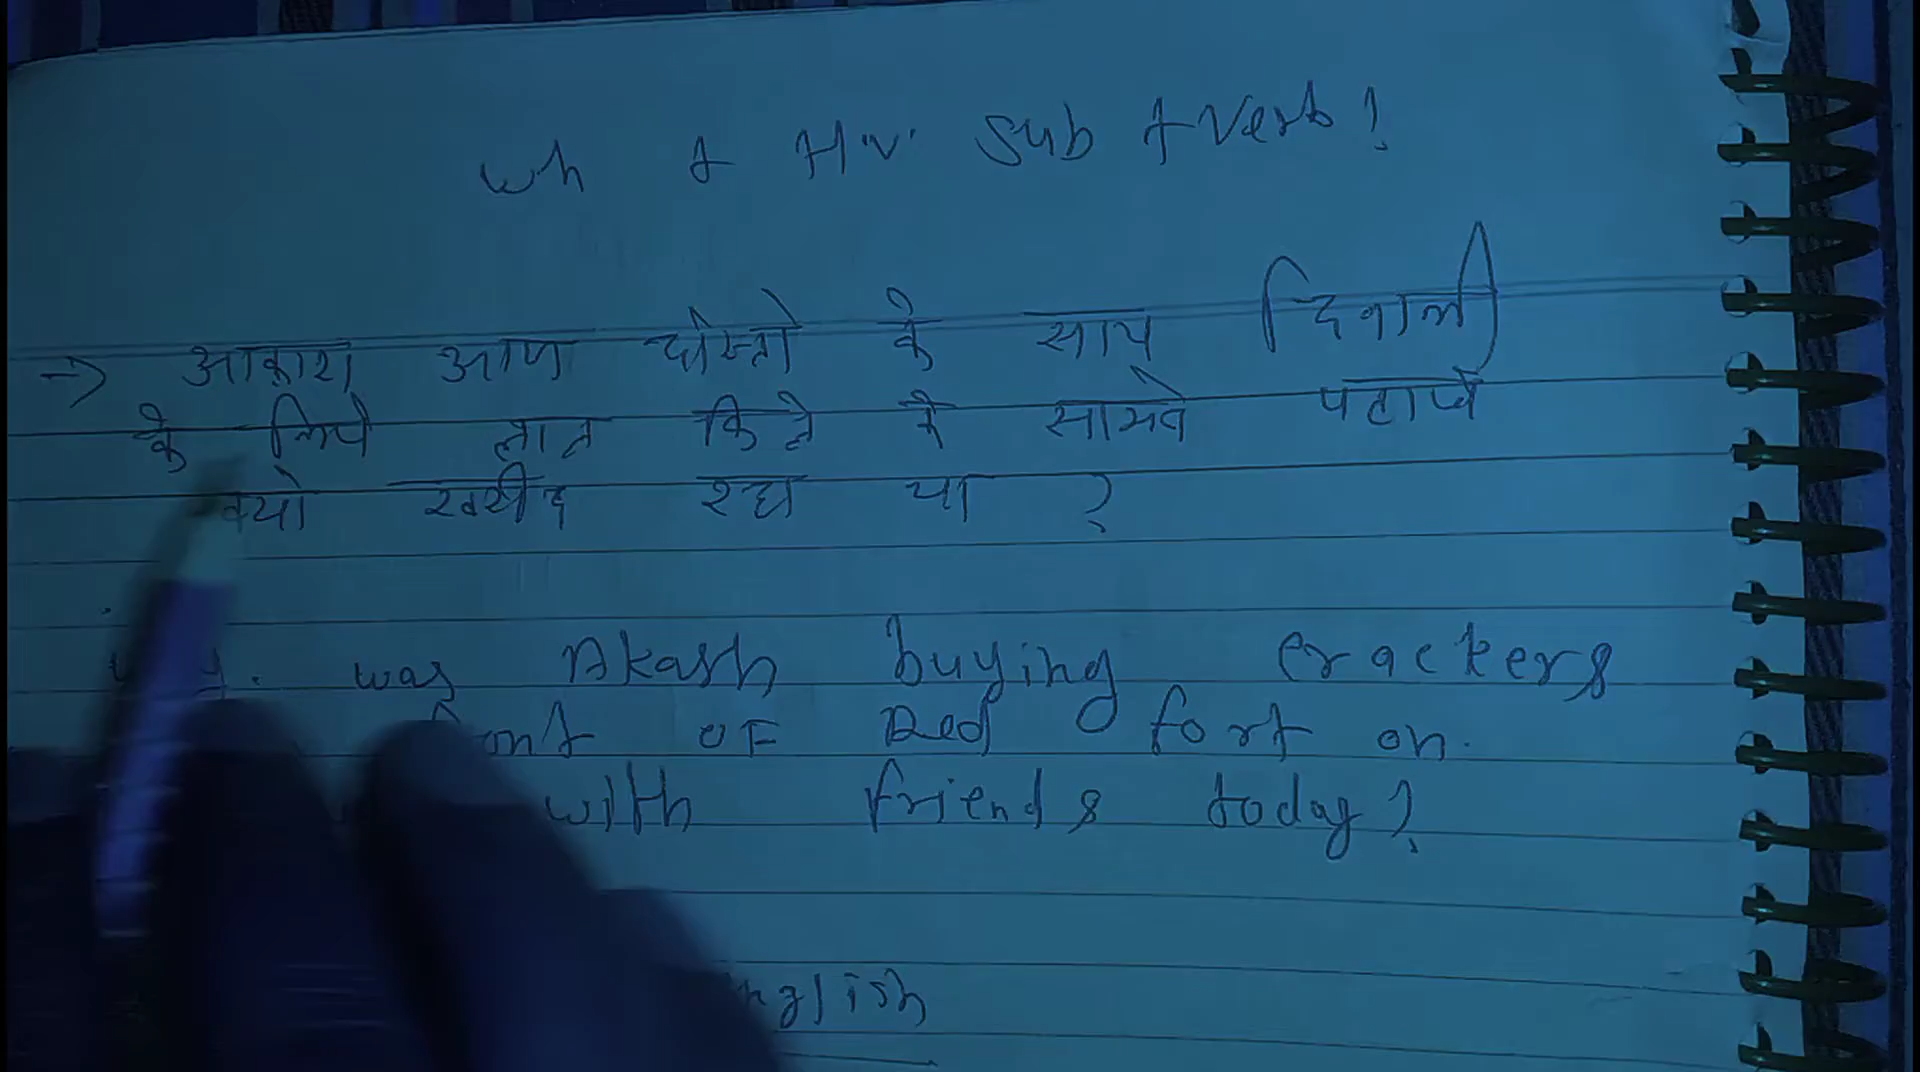 wh + H.V. Sub + Verb?
→ आकाश आज दोस्तो के साथ दिवाली
के लिये लाल किले के सामने पटाखे
क्यो खरीद रहा था ?
was Akash buying crackers
OF Red fort on.
with friends today?